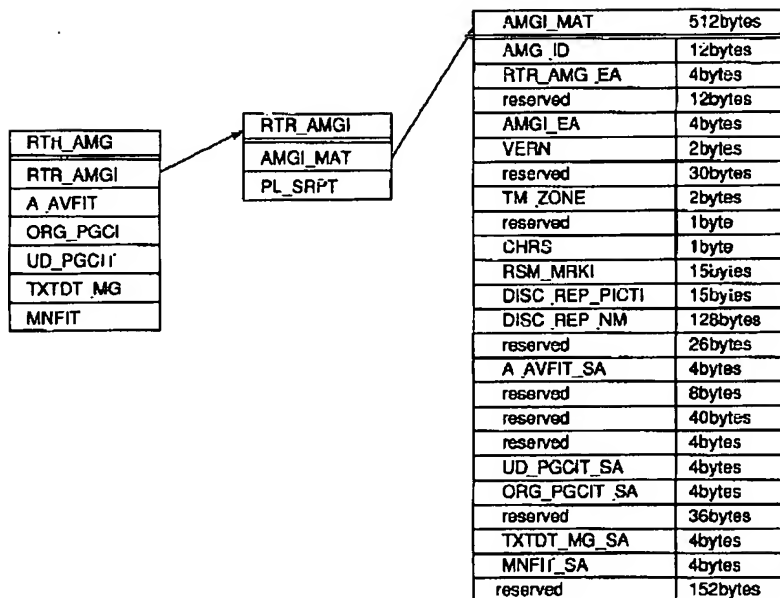 RTR_AMG
RTR_AMGI
A_AVFIT
ORG_PGCI
UD_PGCIT
TXTDT_MG
MNFIT
RTR_AMGI
AMGI_MAT
PL_SRPT
AMGI_MAT 512bytes
AMG_ID 12bytes
RTR_AMG_EA 4bytes
reserved 12bytes
AMGI_EA 4bytes
VERN 2bytes
reserved 30bytes
TM_ZONE 2bytes
reserved 1byte
CHRS 1byte
RSM_MRKI 15bytes
DISC_REP_PICTI 15bytes
DISC_REP_NM 128bytes
reserved 26bytes
A_AVFIT_SA 4bytes
reserved 8bytes
reserved 40bytes
reserved 4bytes
UD_PGCIT_SA 4bytes
ORG_PGCIT_SA 4bytes
reserved 36bytes
TXTDT_MG_SA 4bytes
MNFIT_SA 4bytes
reserved 152bytes